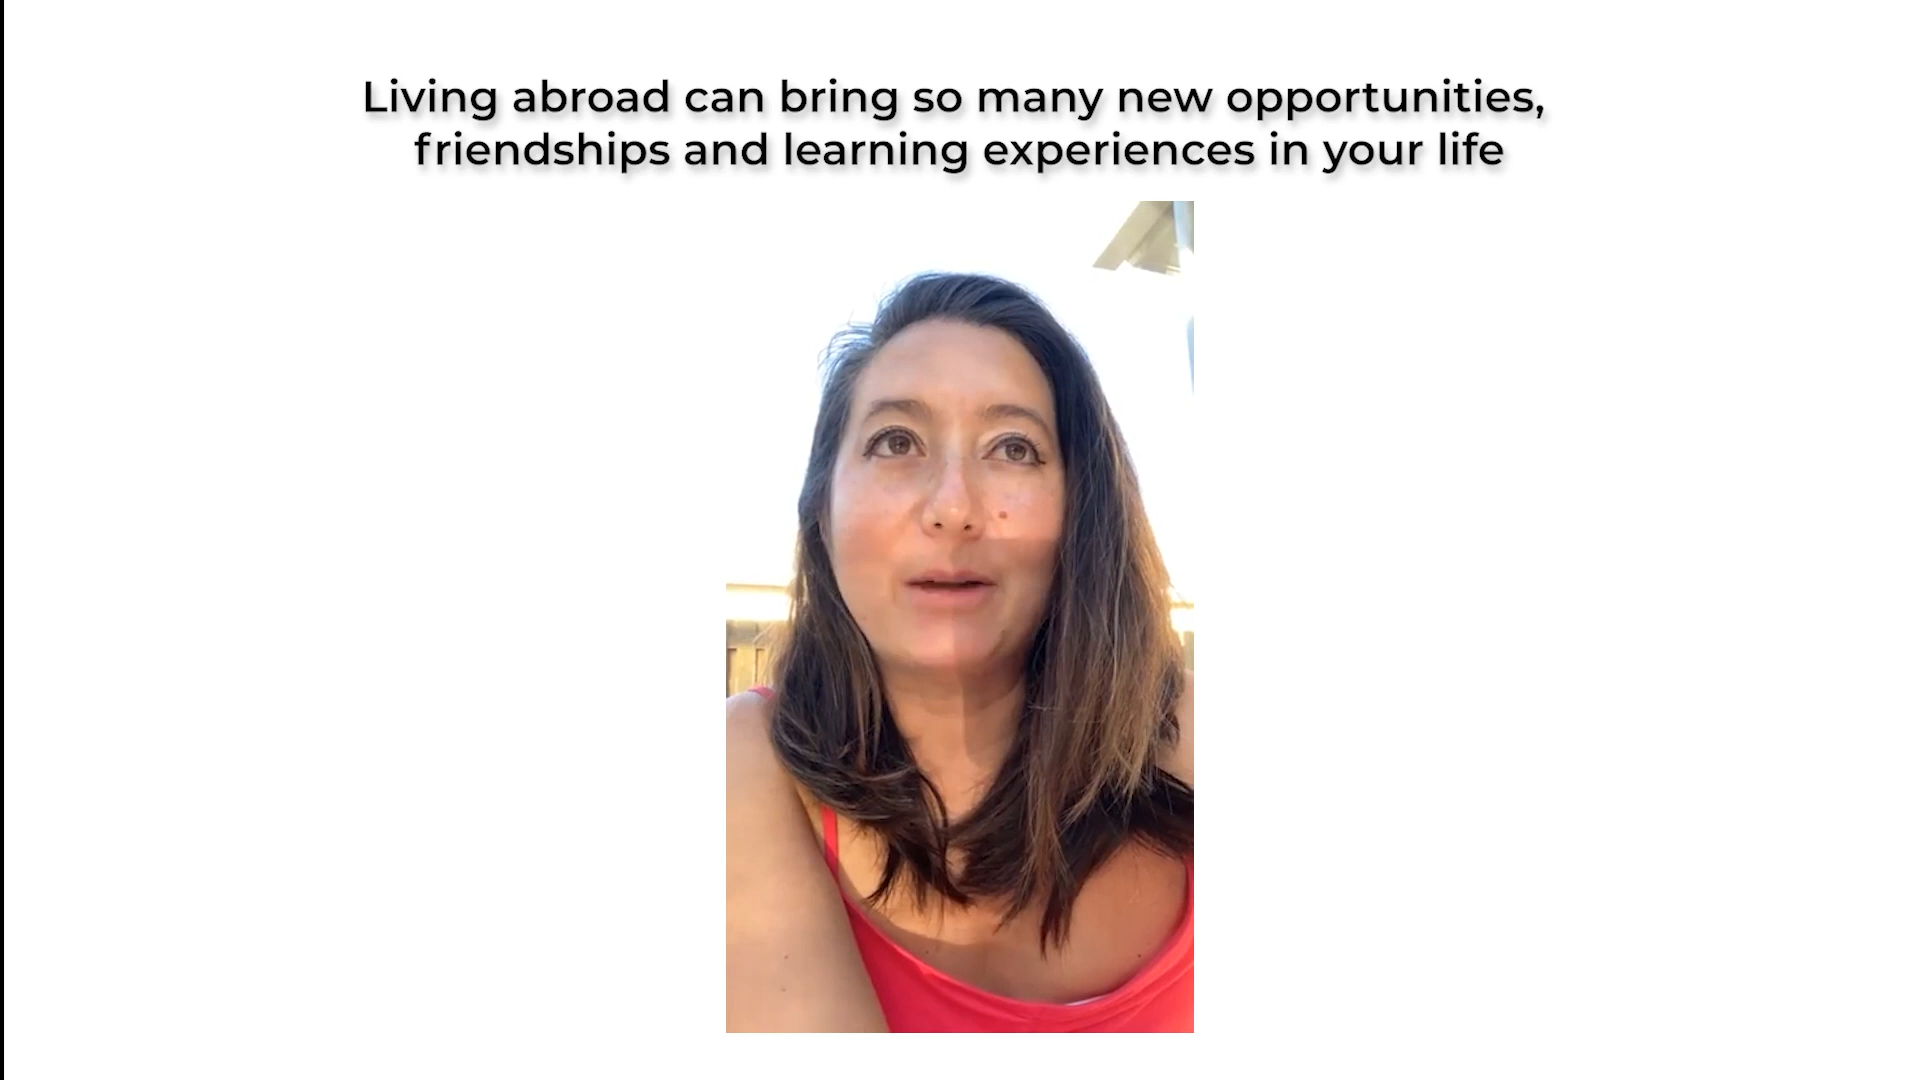 Living abroad can bring so many new opportunities,
friendships and learning experiences in your life